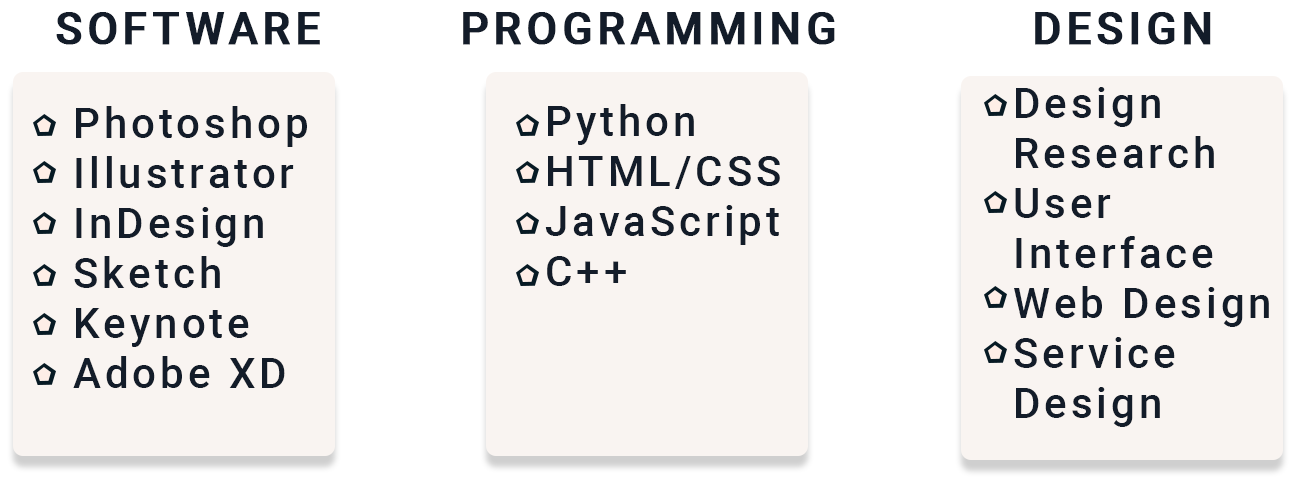 SOFTWARE
Photoshop
Illustrator
InDesign
Sketch
Keynote
Adobe XD
PROGRAMMING
Python
HTML/CSS
JavaScript
C++
DESIGN
Design
Research
User
Interface
Web Design
Service
Design